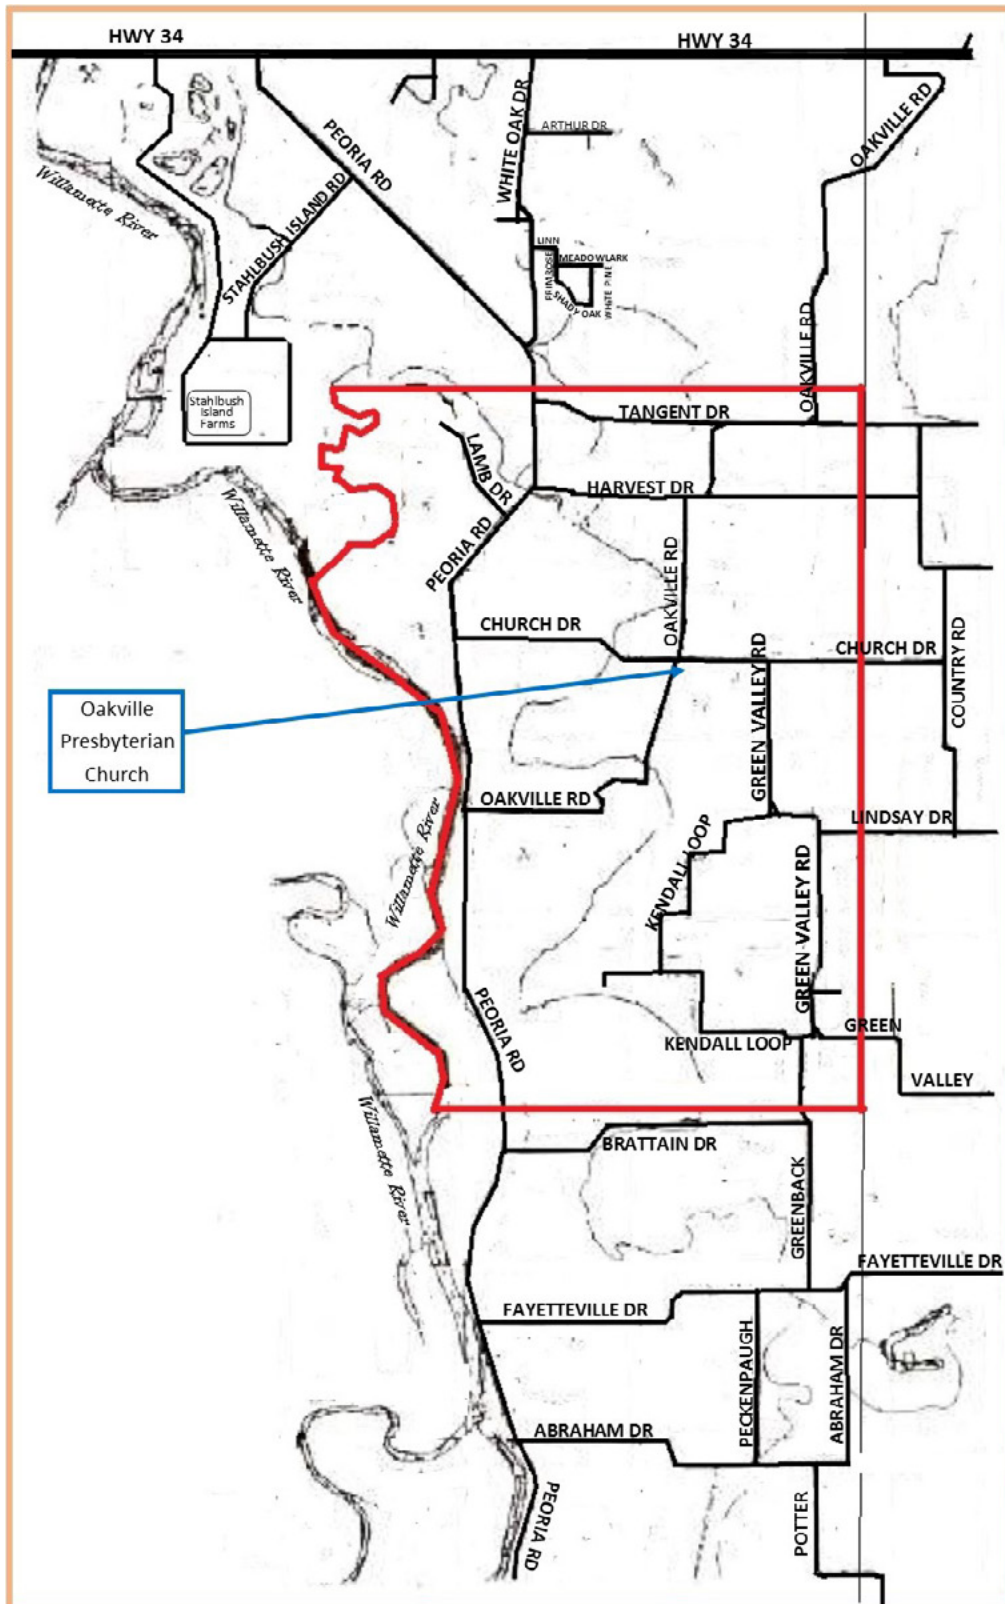 HWY 34
HWY 34
PEORIA RD
WHITE OAK DR
ARTHUR DR
OAKVILLE RD
Willamette River
STAHLBUSH ISLAND RD
LINN
MEADOWLARK
PRIMROSE
SHADY OAK
WHITE PINE
OAKVILLE RD
Stahlbush
Island
Farms
TANGENT DR
LAMB DR
HARVEST DR
Willamette River
PEORIA RD
OAKVILLE RD
CHURCH DR
GREEN VALLEY RD
CHURCH DR
COUNTRY RD
Oakville
Presbyterian
Church
OAKVILLE RD
LINDSAY DR
Willamette River
KENDALL LOOP
GREEN VALLEY RD
PEORIA RD
KENDALL LOOP
GREEN
VALLEY
Willamette River
BRATTAIN DR
GREENBACK
FAYETTEVILLE DR
FAYETTEVILLE DR
PECKENPAUGH
ABRAHAM DR
ABRAHAM DR
PEORIA RD
POTTER